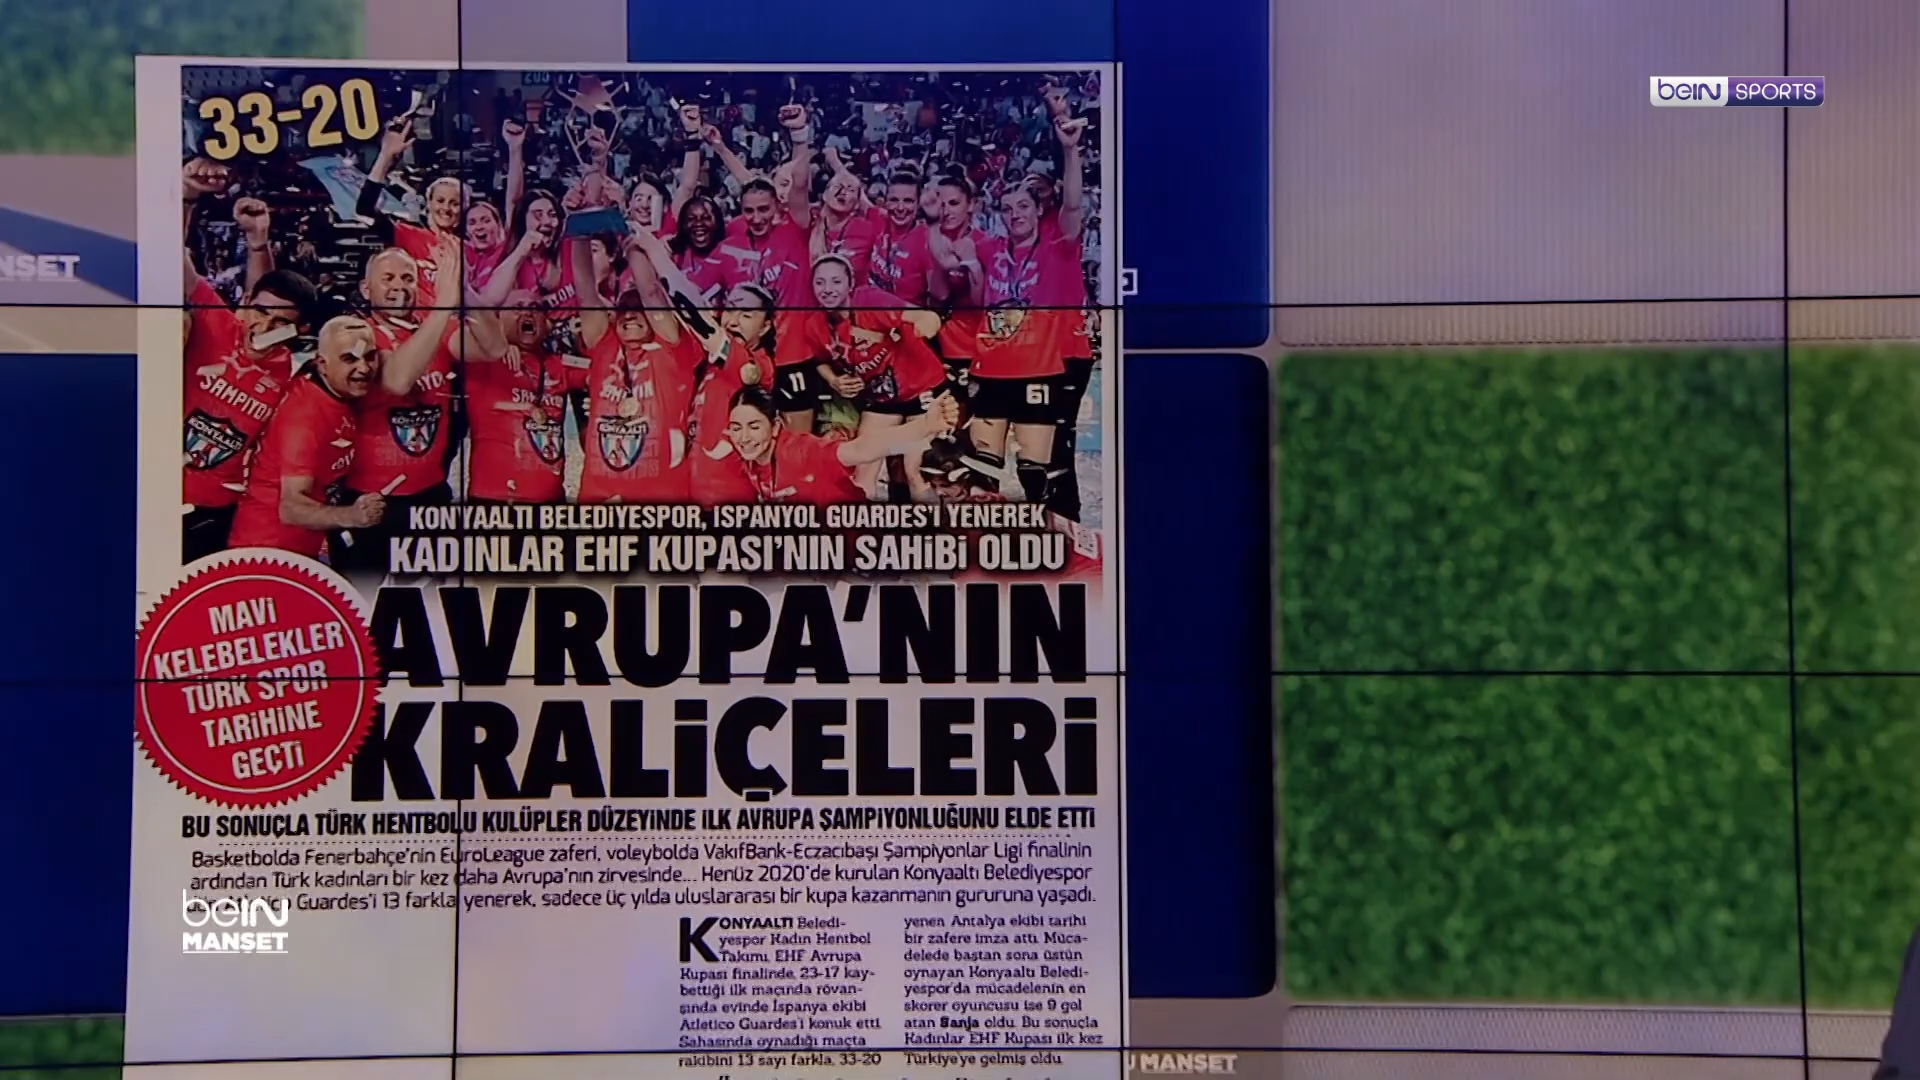 beIN SPORTS
33-20
ŞAMPİYON
KONYAALTI
11
61
KONYAALTI BELEDİYESPOR, İSPANYOL GUARDES'İ YENEREK
KADINLAR EHF KUPASI'NIN SAHİBİ OLDU
MAVİ
KELEBELEKLER
TÜRK SPOR
TARİHİNE
GEÇTİ
AVRUPA'NIN
KRALİÇELERİ
BU SONUÇLA TÜRK HENTBOLU KULÜPLER DÜZEYİNDE İLK AVRUPA ŞAMPİYONLUĞUNU ELDE ETTİ
Basketbolda Fenerbahçe'nin EuroLeague zaferi, voleybolda VakıfBank-Eczacıbaşı Şampiyonlar Ligi finalinin
ardından Türk kadınları bir kez daha Avrupa'nın zirvesinde... Henüz 2020'de kurulan Konyaaltı Belediyespor
Guardes'i 13 farkla yenerek, sadece üç yılda uluslararası bir kupa kazanmanın gururunu yaşadı.
KONYAALTI Beledi-
yespor Kadın Hentbol
Takımı, EHF Avrupa
Kupası finalinde, 23-17 kay-
bettiği ilk maçında rövan-
şında evinde İspanya ekibi
Atletico Guardes'i konuk etti.
Sahasında oynadığı maçta
rakibini 13 sayı farkla, 33-20
yenen Antalya ekibi tarihi
bir zafere imza attı. Müca-
delede baştan sona üstün
oynayan Konyaaltı Beledi-
yespor'da mücadelenin en
skorer oyuncusu ise 9 gol
atan Sanja oldu. Bu sonuçla
Kadınlar EHF Kupası ilk kez
Türkiye'ye gelmiş oldu.
beIN
MANŞET
NŞET
MANŞET